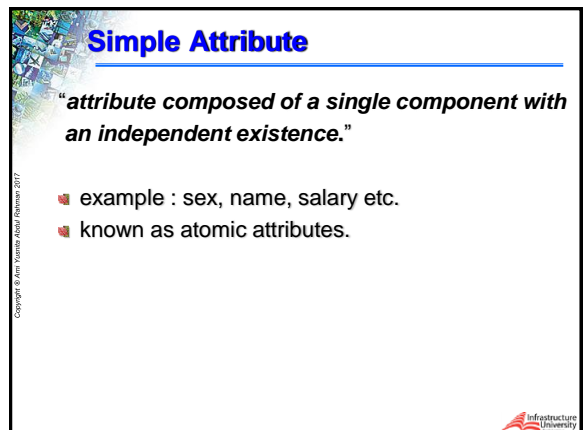 Simple Attribute
“attribute composed of a single component with
an independent existence.”
example : sex, name, salary etc.
known as atomic attributes.
Copyright @ Ami Yusnita Abdul Rahman 2017
Infrastructure
University